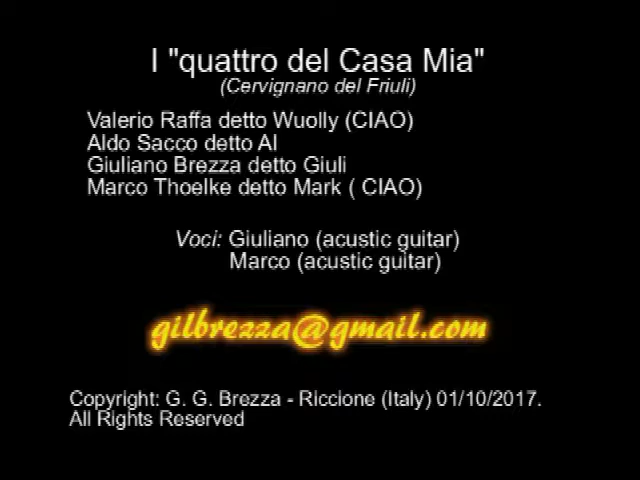 I "quattro del Casa Mia"
(Cervignano del Friuli)
Valerio Raffa detto Wuolly (CIAO)
Aldo Sacco detto Al
Giuliano Brezza detto Giuli
Marco Thoelke detto Mark ( CIAO)
Voci: Giuliano (acustic guitar)
Marco (acustic guitar)
gilbrezza@gmail.com
Copyright: G. G. Brezza - Riccione (Italy) 01/10/2017.
All Rights Reserved